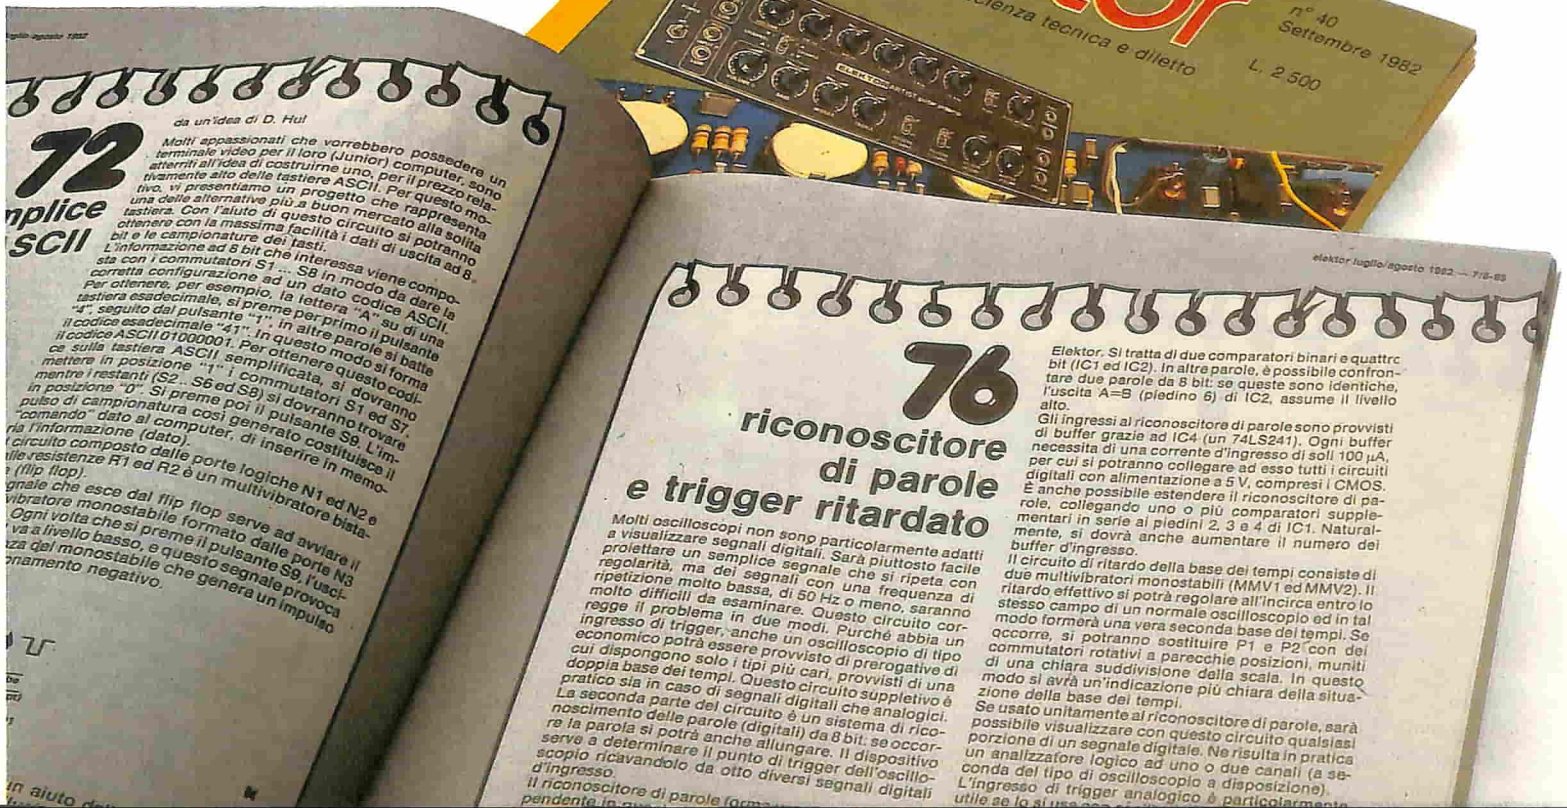 luglio-agosto 1982
72
mplice
SCII
da un'idea di D. Hul
Molti appassionati che vorrebbero possedere un
terminale video per il loro (Junior) computer, sono
atterriti all'idea di costruirne uno, per il prezzo rela-
tivamente alto delle tastiere ASCII. Per questo mo-
tivo, vi presentiamo un progetto che rappresenta
una delle alternative più a buon mercato alla solita
tastiera. Con l'aiuto di questo circuito si potranno
ottenere con la massima facilità i dati di uscita ad 8
bit e le campionature dei tasti.
L'informazione ad 8 bit che interessa viene compo-
sta con i commutatori S1 ... S8 in modo da dare la
corretta configurazione ad un dato codice ASCII.
Per ottenere, per esempio, la lettera "A" su di una
tastiera esadecimale, si preme per primo il pulsante
"4", seguito dal pulsante "1", in altre parole si batte
il codice esadecimale "41". In questo modo si forma
il codice ASCII 01000001. Per ottenere questo codi-
ce sulla tastiera ASCII semplificata, si dovranno
mettere in posizione "1" i commutatori S1 ed S7,
mentre i restanti (S2... S6 ed S8) si dovranno trovare
in posizione "0". Si preme poi il pulsante S9. L'im-
pulso di campionatura così generato costituisce il
"comando" dato al computer, di inserire in memo-
ria l'informazione (dato).
circuito composto dalle porte logiche N1 ed N2 e
lle resistenze R1 ed R2 è un multivibratore bista-
(flip flop).
gnale che esce dal flip flop serve ad avviare il
vibratore monostabile formato dalle porte N3
Ogni volta che si preme il pulsante S9, l'usci-
va a livello basso, e questo segnale provoca
za del monostabile che genera un impulso
onamento negativo.
un aiuto
scienza tecnica e diletto
n° 40
Settembre 1982
L. 2500
ELEKTOR ARTIST
elektor luglio/agosto 1982 — 7/8-65
76
riconoscitore
di parole
e trigger ritardato
Molti oscilloscopi non sono particolarmente adatti
a visualizzare segnali digitali. Sarà piuttosto facile
proiettare un semplice segnale che si ripeta con
regolarità, ma dei segnali con una frequenza di
ripetizione molto bassa, di 50 Hz o meno, saranno
molto difficili da esaminare. Questo circuito cor-
regge il problema in due modi. Purché abbia un
ingresso di trigger, anche un oscilloscopio di tipo
economico potrà essere provvisto di prerogative di
cui dispongono solo i tipi più cari, provvisti di una
doppia base dei tempi. Questo circuito suppletivo è
pratico sia in caso di segnali digitali che analogici.
La seconda parte del circuito è un sistema di rico-
noscimento delle parole (digitali) da 8 bit: se occor-
re la parola si potrà anche allungare. Il dispositivo
serve a determinare il punto di trigger dell'oscillo-
scopio ricavandolo da otto diversi segnali digitali
d'ingresso.
Il riconoscitore di parole
pendente in
Elektor. Si tratta di due comparatori binari e quattro
bit (IC1 ed IC2). In altre parole, è possibile confron-
tare due parole da 8 bit: se queste sono identiche,
l'uscita A=B (piedino 6) di IC2, assume il livello
alto.
Gli ingressi al riconoscitore di parole sono provvisti
di buffer grazie ad IC4 (un 74LS241). Ogni buffer
necessita di una corrente d'ingresso di soli 100 µA,
per cui si potranno collegare ad esso tutti i circuiti
digitali con alimentazione a 5 V, compresi i CMOS.
È anche possibile estendere il riconoscitore di pa-
role, collegando uno o più comparatori supple-
mentari in serie ai piedini 2, 3 e 4 di IC1. Natural-
mente, si dovrà anche aumentare il numero dei
buffer d'ingresso.
Il circuito di ritardo della base dei tempi consiste di
due multivibratori monostabili (MMV1 ed MMV2). Il
ritardo effettivo si potrà regolare all'incirca entro lo
stesso campo di un normale oscilloscopio ed in tal
modo formerà una vera seconda base dei tempi. Se
occorre, si potranno sostituire P1 e P2 con dei
commutatori rotativi a parecchie posizioni, muniti
di una chiara suddivisione della scala. In questo
modo si avrà un'indicazione più chiara della situa-
zione della base dei tempi.
Se usato unitamente al riconoscitore di parole, sarà
possibile visualizzare con questo circuito qualsiasi
porzione di un segnale digitale. Ne risulta in pratica
un analizzatore logico ad uno o due canali (a se-
conda del tipo di oscilloscopio a disposizione).
L'ingresso di trigger analogico è particolarmente
utile se lo si usa